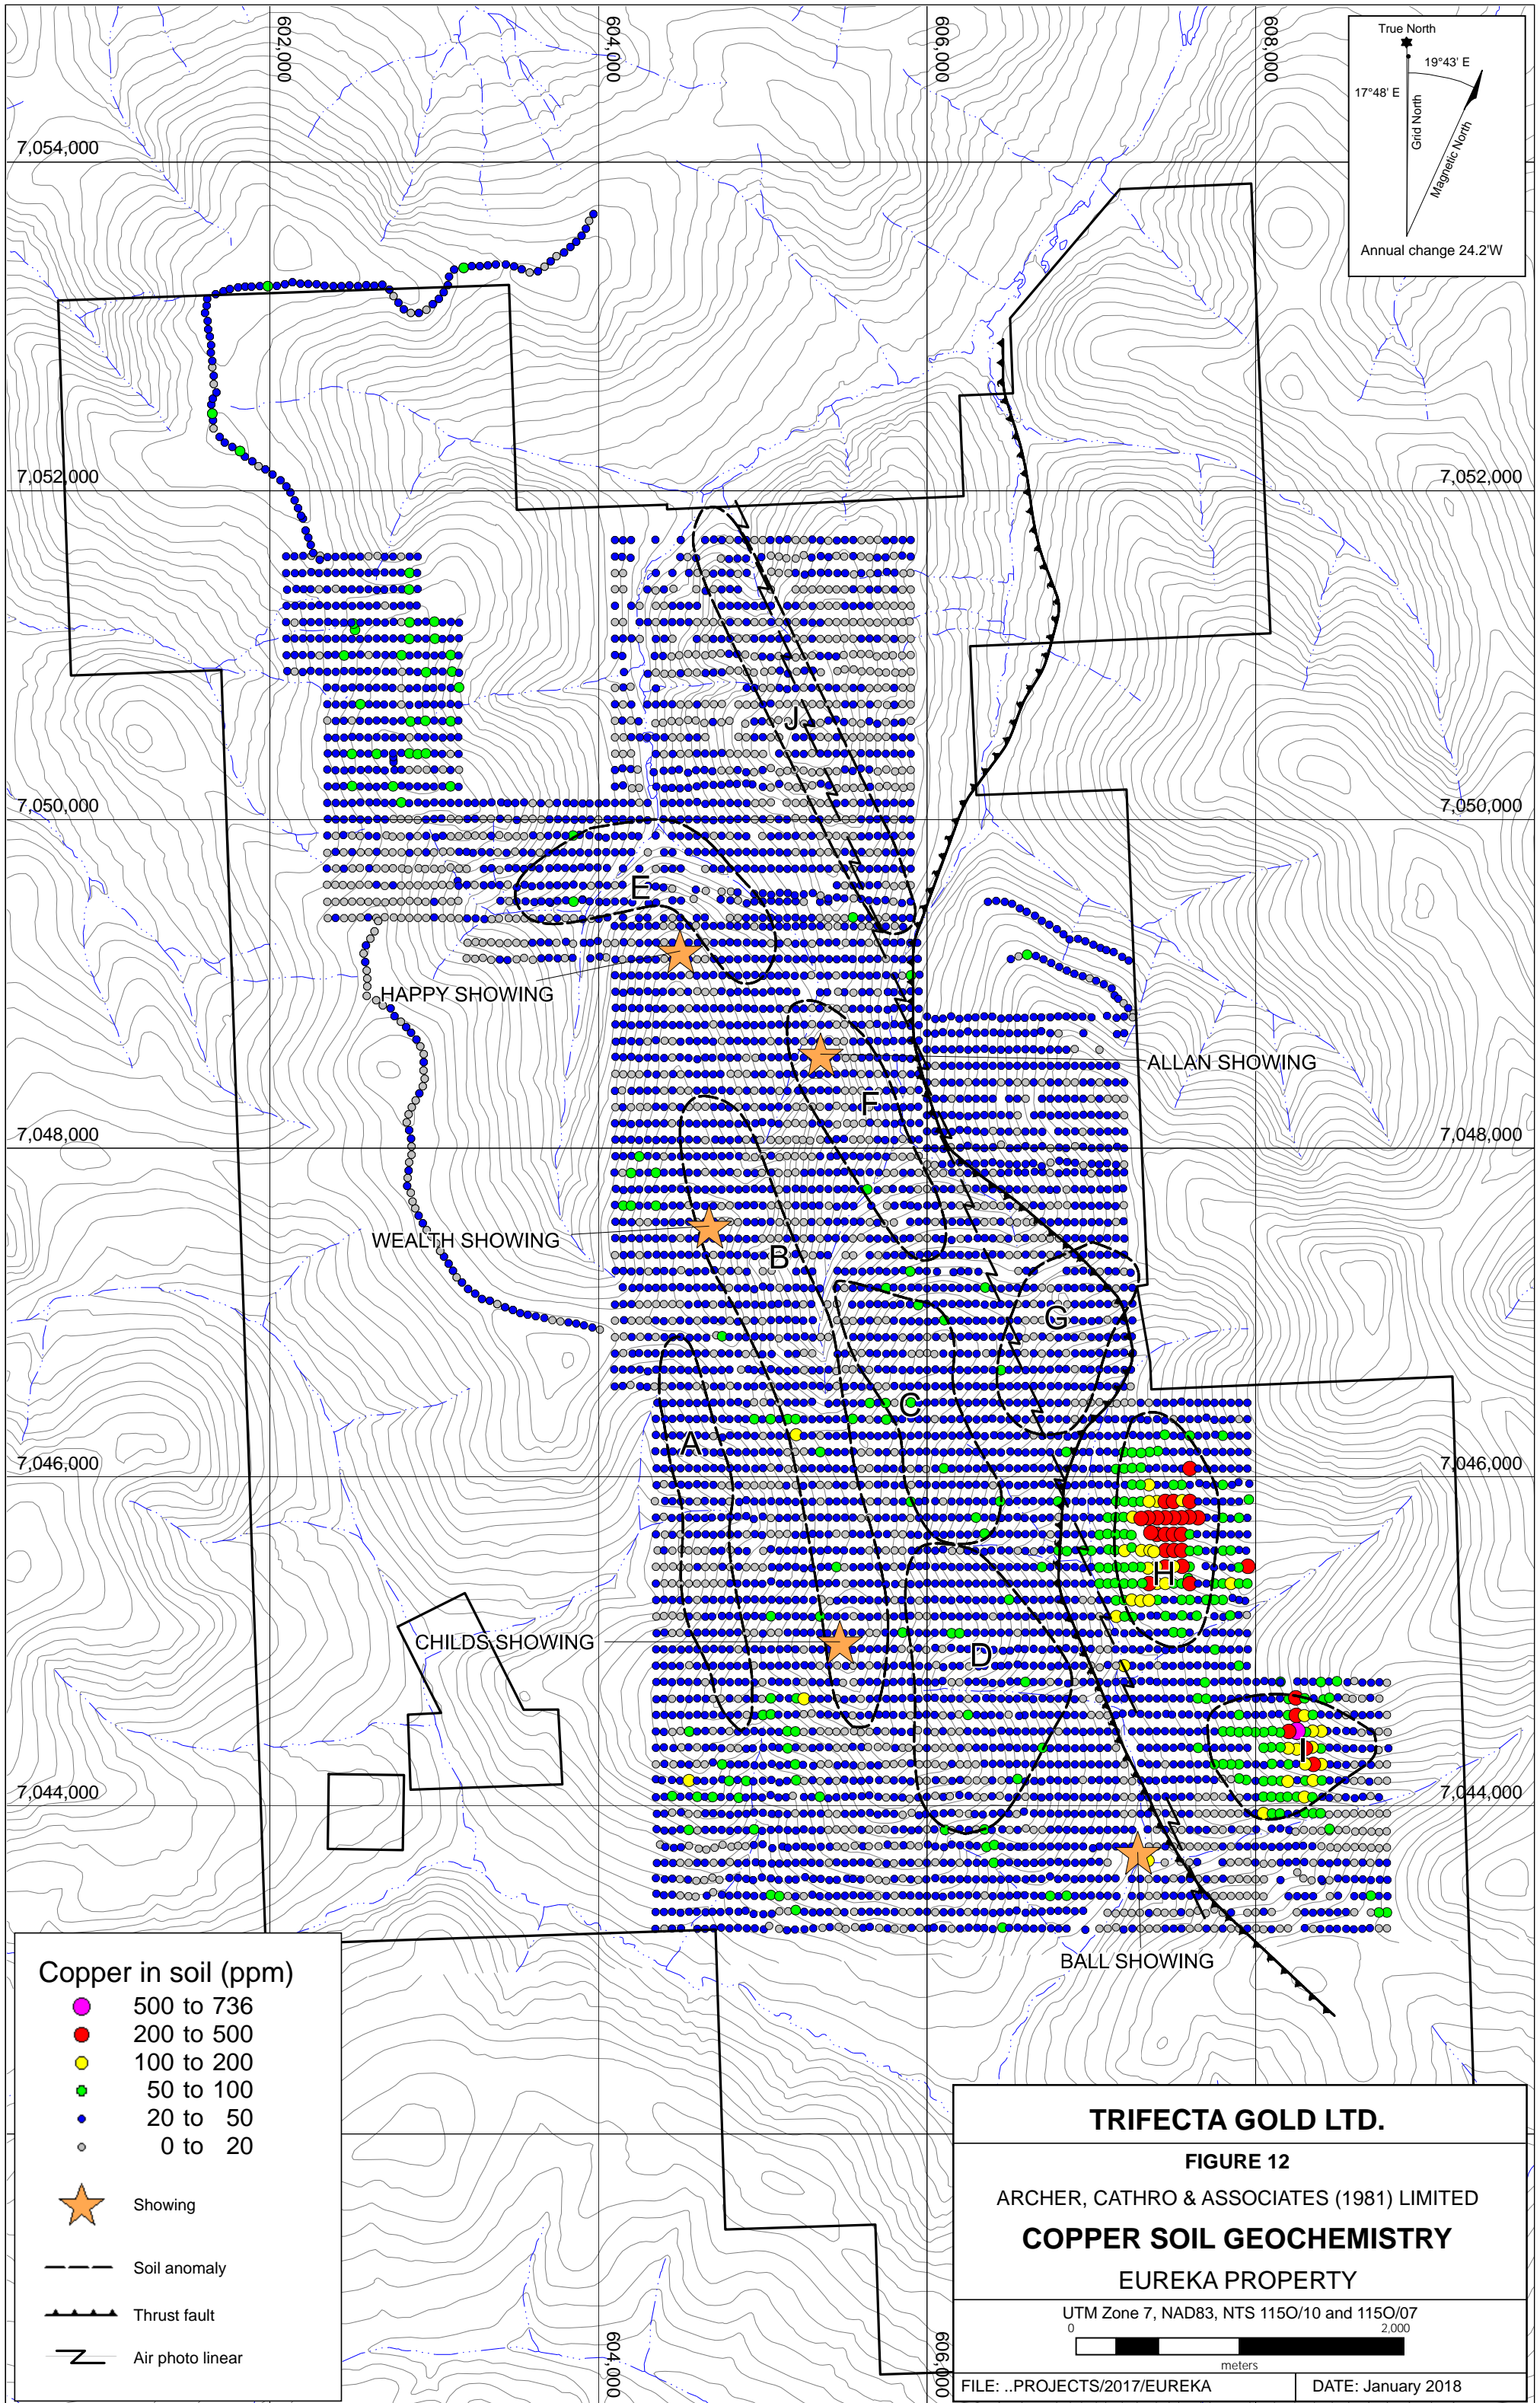 602,000
604,000
606,000
608,000
True North
19°43' E
17°48' E
Grid North
Magnetic North
Annual change 24.2'W
7,054,000
7,052,000
7,052,000
J
7,050,000
7,050,000
E
HAPPY SHOWING
ALLAN SHOWING
F
7,048,000
7,048,000
WEALTH SHOWING
B
G
C
A
7,046,000
7,046,000
H
CHILDS SHOWING
D
I
7,044,000
7,044,000
BALL SHOWING
Copper in soil (ppm)
500 to 736
200 to 500
100 to 200
50 to 100
20 to 50
0 to 20
Showing
Soil anomaly
Thrust fault
Air photo linear
604,000
606,000
TRIFECTA GOLD LTD.
FIGURE 12
ARCHER, CATHRO & ASSOCIATES (1981) LIMITED
COPPER SOIL GEOCHEMISTRY
EUREKA PROPERTY
UTM Zone 7, NAD83, NTS 115O/10 and 115O/07
0 2,000
meters
FILE: ..PROJECTS/2017/EUREKA
DATE: January 2018